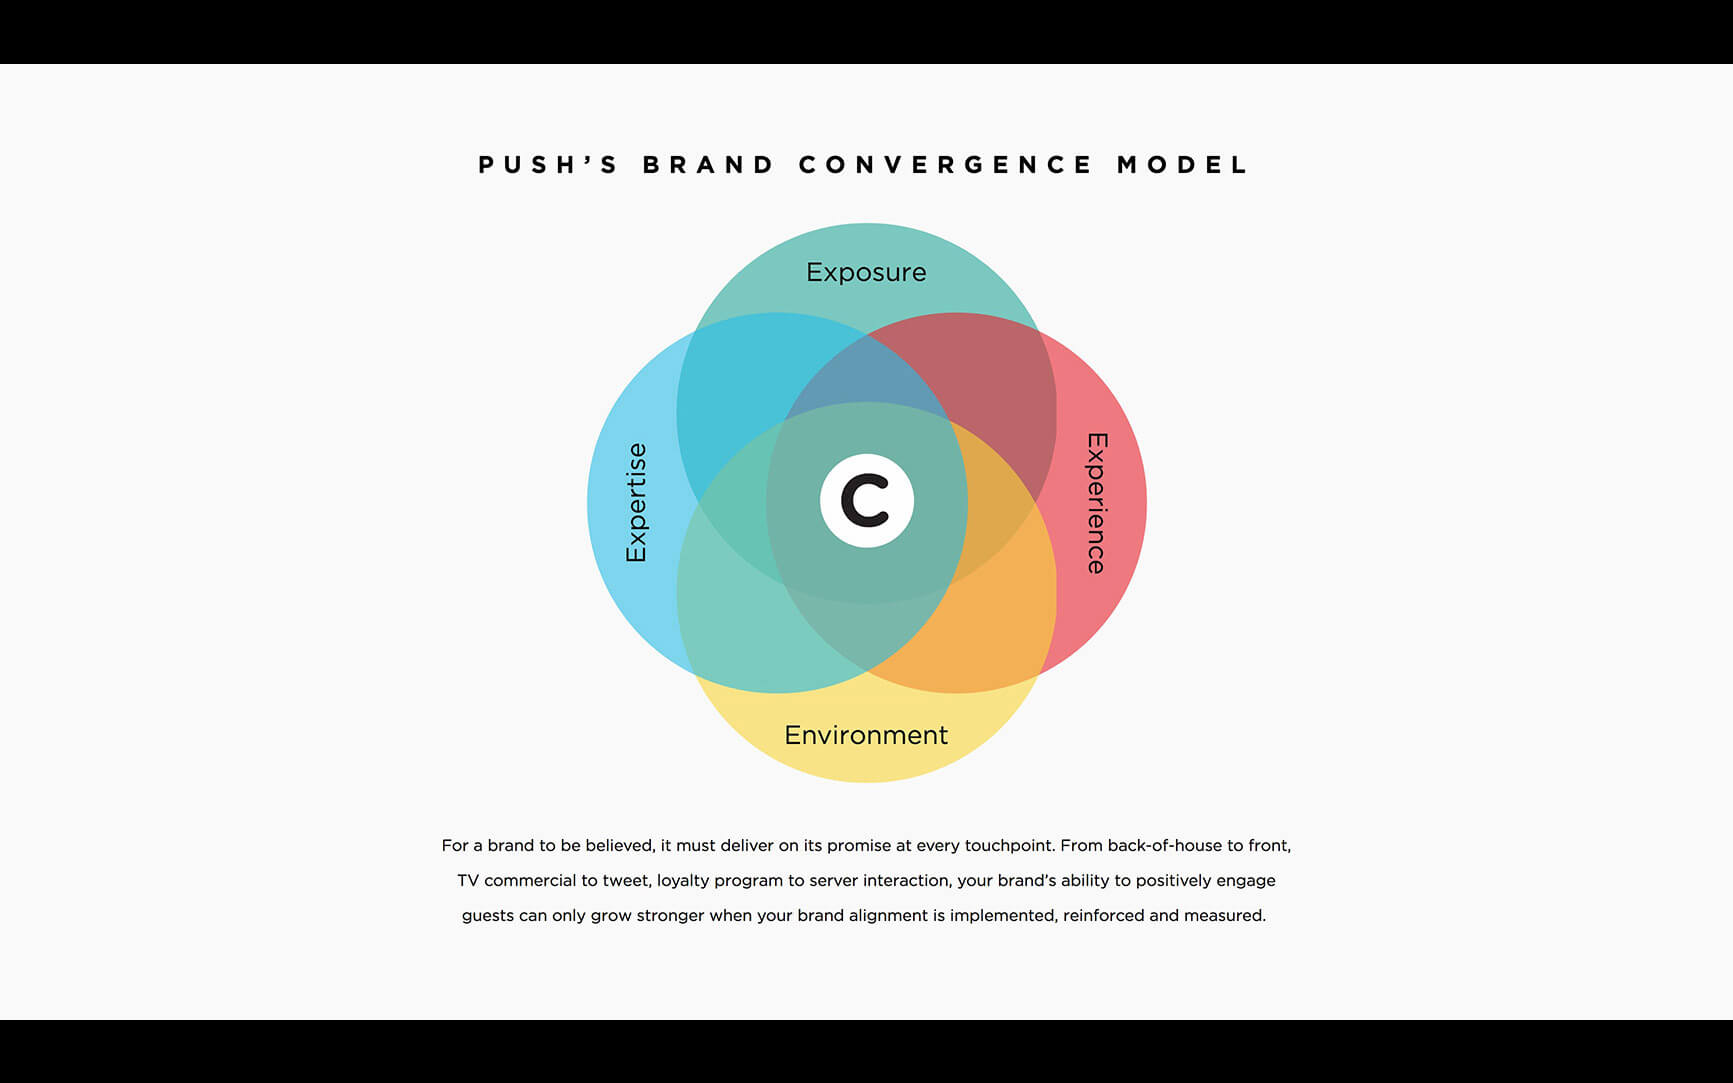 PUSH’S BRAND CONVERGENCE MODEL
Exposure
Expertise
C
Experience
Environment
For a brand to be believed, it must deliver on its promise at every touchpoint. From back-of-house to front,
TV commercial to tweet, loyalty program to server interaction, your brand’s ability to positively engage
guests can only grow stronger when your brand alignment is implemented, reinforced and measured.